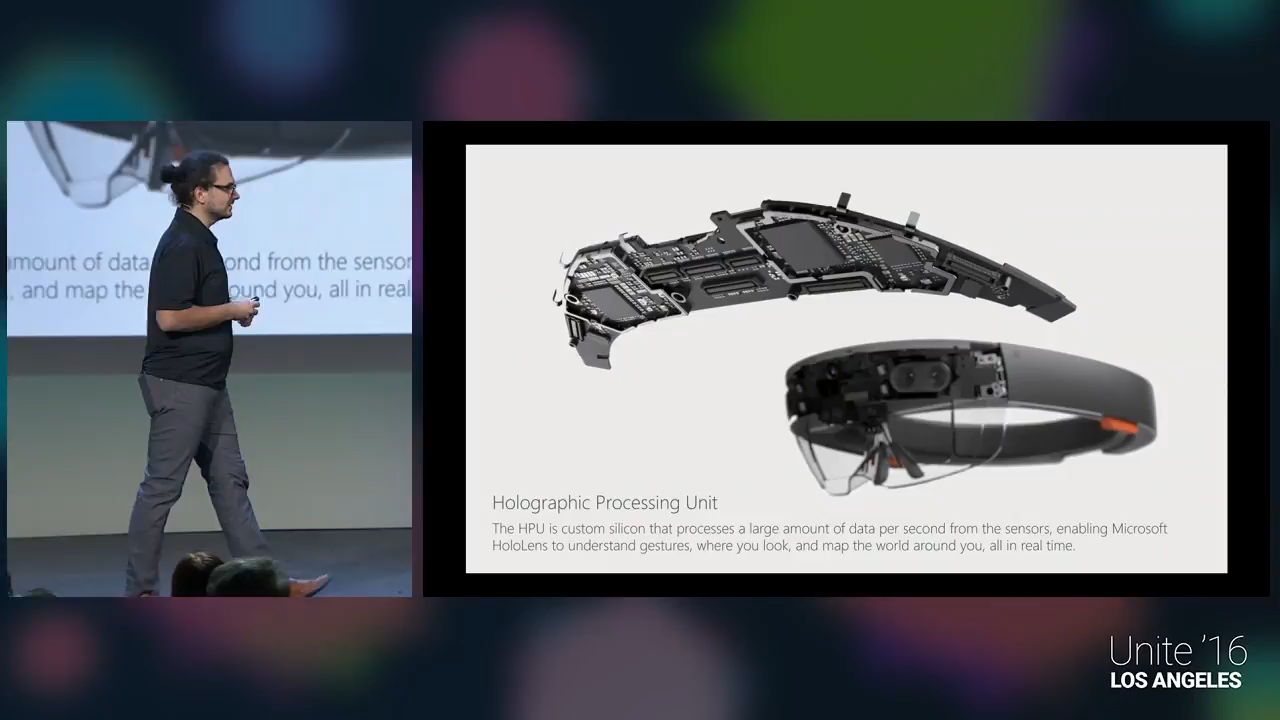 amount of data
ond from the sensor
, and map the
ound you, all in real
Holographic Processing Unit
The HPU is custom silicon that processes a large amount of data per second from the sensors, enabling Microsoft
HoloLens to understand gestures, where you look, and map the world around you, all in real time.
Unite '16
LOS ANGELES